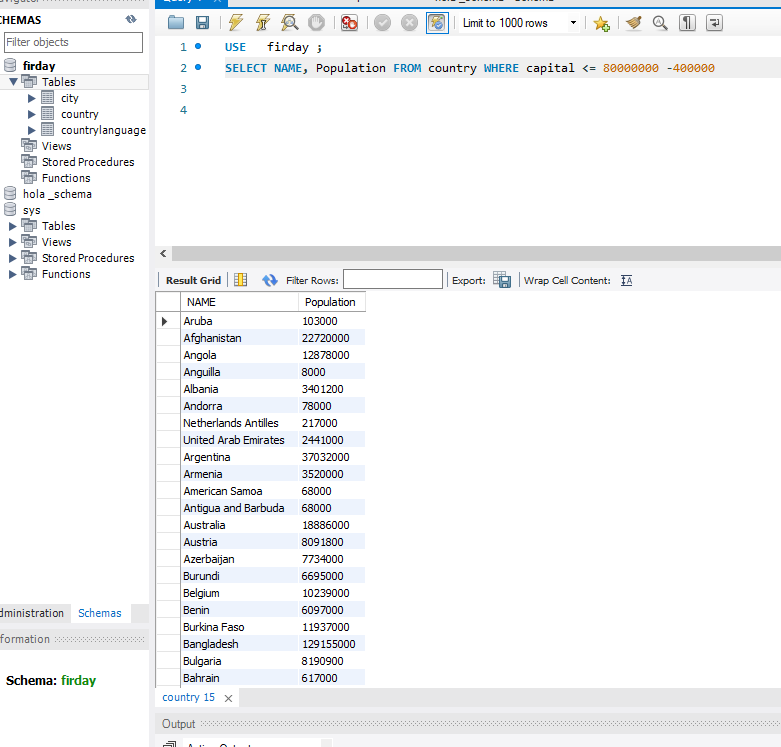 CHEMAS
Filter objects
firday
Tables
city
country
countrylanguage
Views
Stored Procedures
Functions
hola _schema
sys
Tables
Views
Stored Procedures
Functions
dministration Schemas
formation
Schema: firday
Limit to 1000 rows
1 USE firday ;
2 SELECT NAME, Population FROM country WHERE capital <= 80000000 -400000
3
4
Result Grid Filter Rows: Export: Wrap Cell Content:
NAME Population
Aruba 103000
Afghanistan 22720000
Angola 12878000
Anguilla 8000
Albania 3401200
Andorra 78000
Netherlands Antilles 217000
United Arab Emirates 2441000
Argentina 37032000
Armenia 3520000
American Samoa 68000
Antigua and Barbuda 68000
Australia 18886000
Austria 8091800
Azerbaijan 7734000
Burundi 6695000
Belgium 10239000
Benin 6097000
Burkina Faso 11937000
Bangladesh 129155000
Bulgaria 8190900
Bahrain 617000
country 15
Output